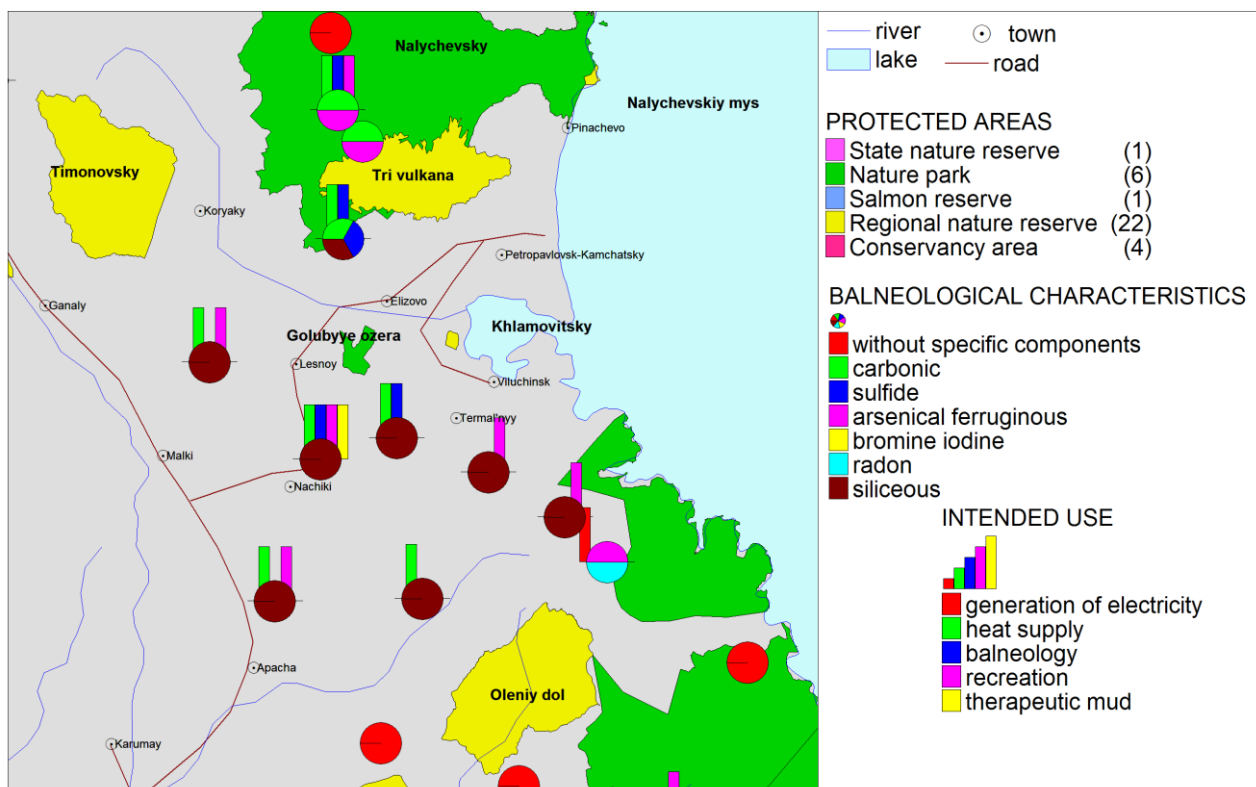 Nalychevsky
Nalychevskiy mys
Pinachevo
Timonovsky
Tri vulkana
Koryaky
Petropavlovsk-Kamchatsky
Ganaly
Elizovo
Golubyye ozera
Khlamovitsky
Lesnoy
Viluchinsk
Termal'nyy
Malki
Nachiki
Apacha
Oleniy dol
Karumay
river
town
lake
road
PROTECTED AREAS
State nature reserve (1)
Nature park (6)
Salmon reserve (1)
Regional nature reserve (22)
Conservancy area (4)
BALNEOLOGICAL CHARACTERISTICS
without specific components
carbonic
sulfide
arsenical ferruginous
bromine iodine
radon
siliceous
INTENDED USE
generation of electricity
heat supply
balneology
recreation
therapeutic mud